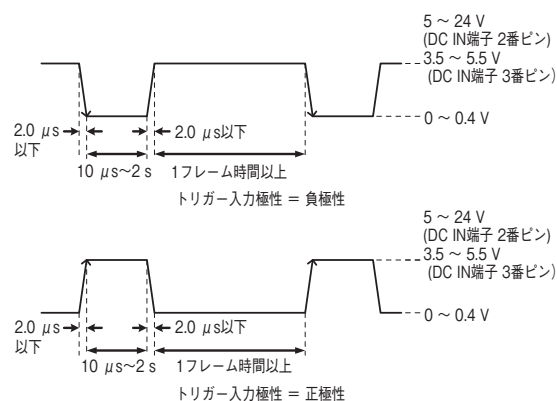 5 ~ 24 V
(DC IN端子 2番ピン)
3.5 ~ 5.5 V
(DC IN端子 3番ピン)
0 ~ 0.4 V
2.0 μs
以下
2.0 μs以下
10 μs~2 s
1フレーム時間以上
トリガー入力極性 = 負極性
5 ~ 24 V
(DC IN端子 2番ピン)
3.5 ~ 5.5 V
(DC IN端子 3番ピン)
0 ~ 0.4 V
2.0 μs
以下
2.0 μs以下
10 μs~2 s
1フレーム時間以上
トリガー入力極性 = 正極性